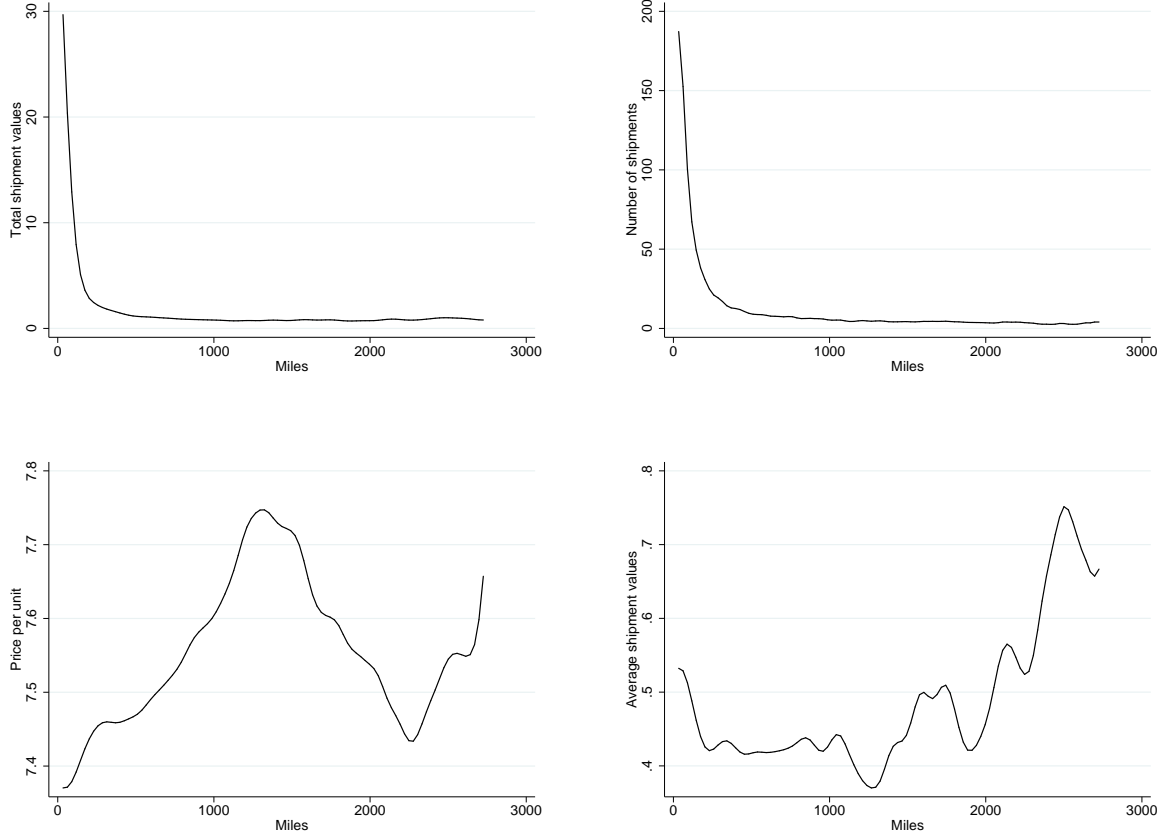 Total shipment values
30
20
10
0
0 1000 2000 3000
Miles
Number of shipments
200
150
100
50
0
0 1000 2000 3000
Miles
Price per unit
7.8
7.7
7.6
7.5
7.4
0 1000 2000 3000
Miles
Average shipment values
.8
.7
.6
.5
.4
0 1000 2000 3000
Miles